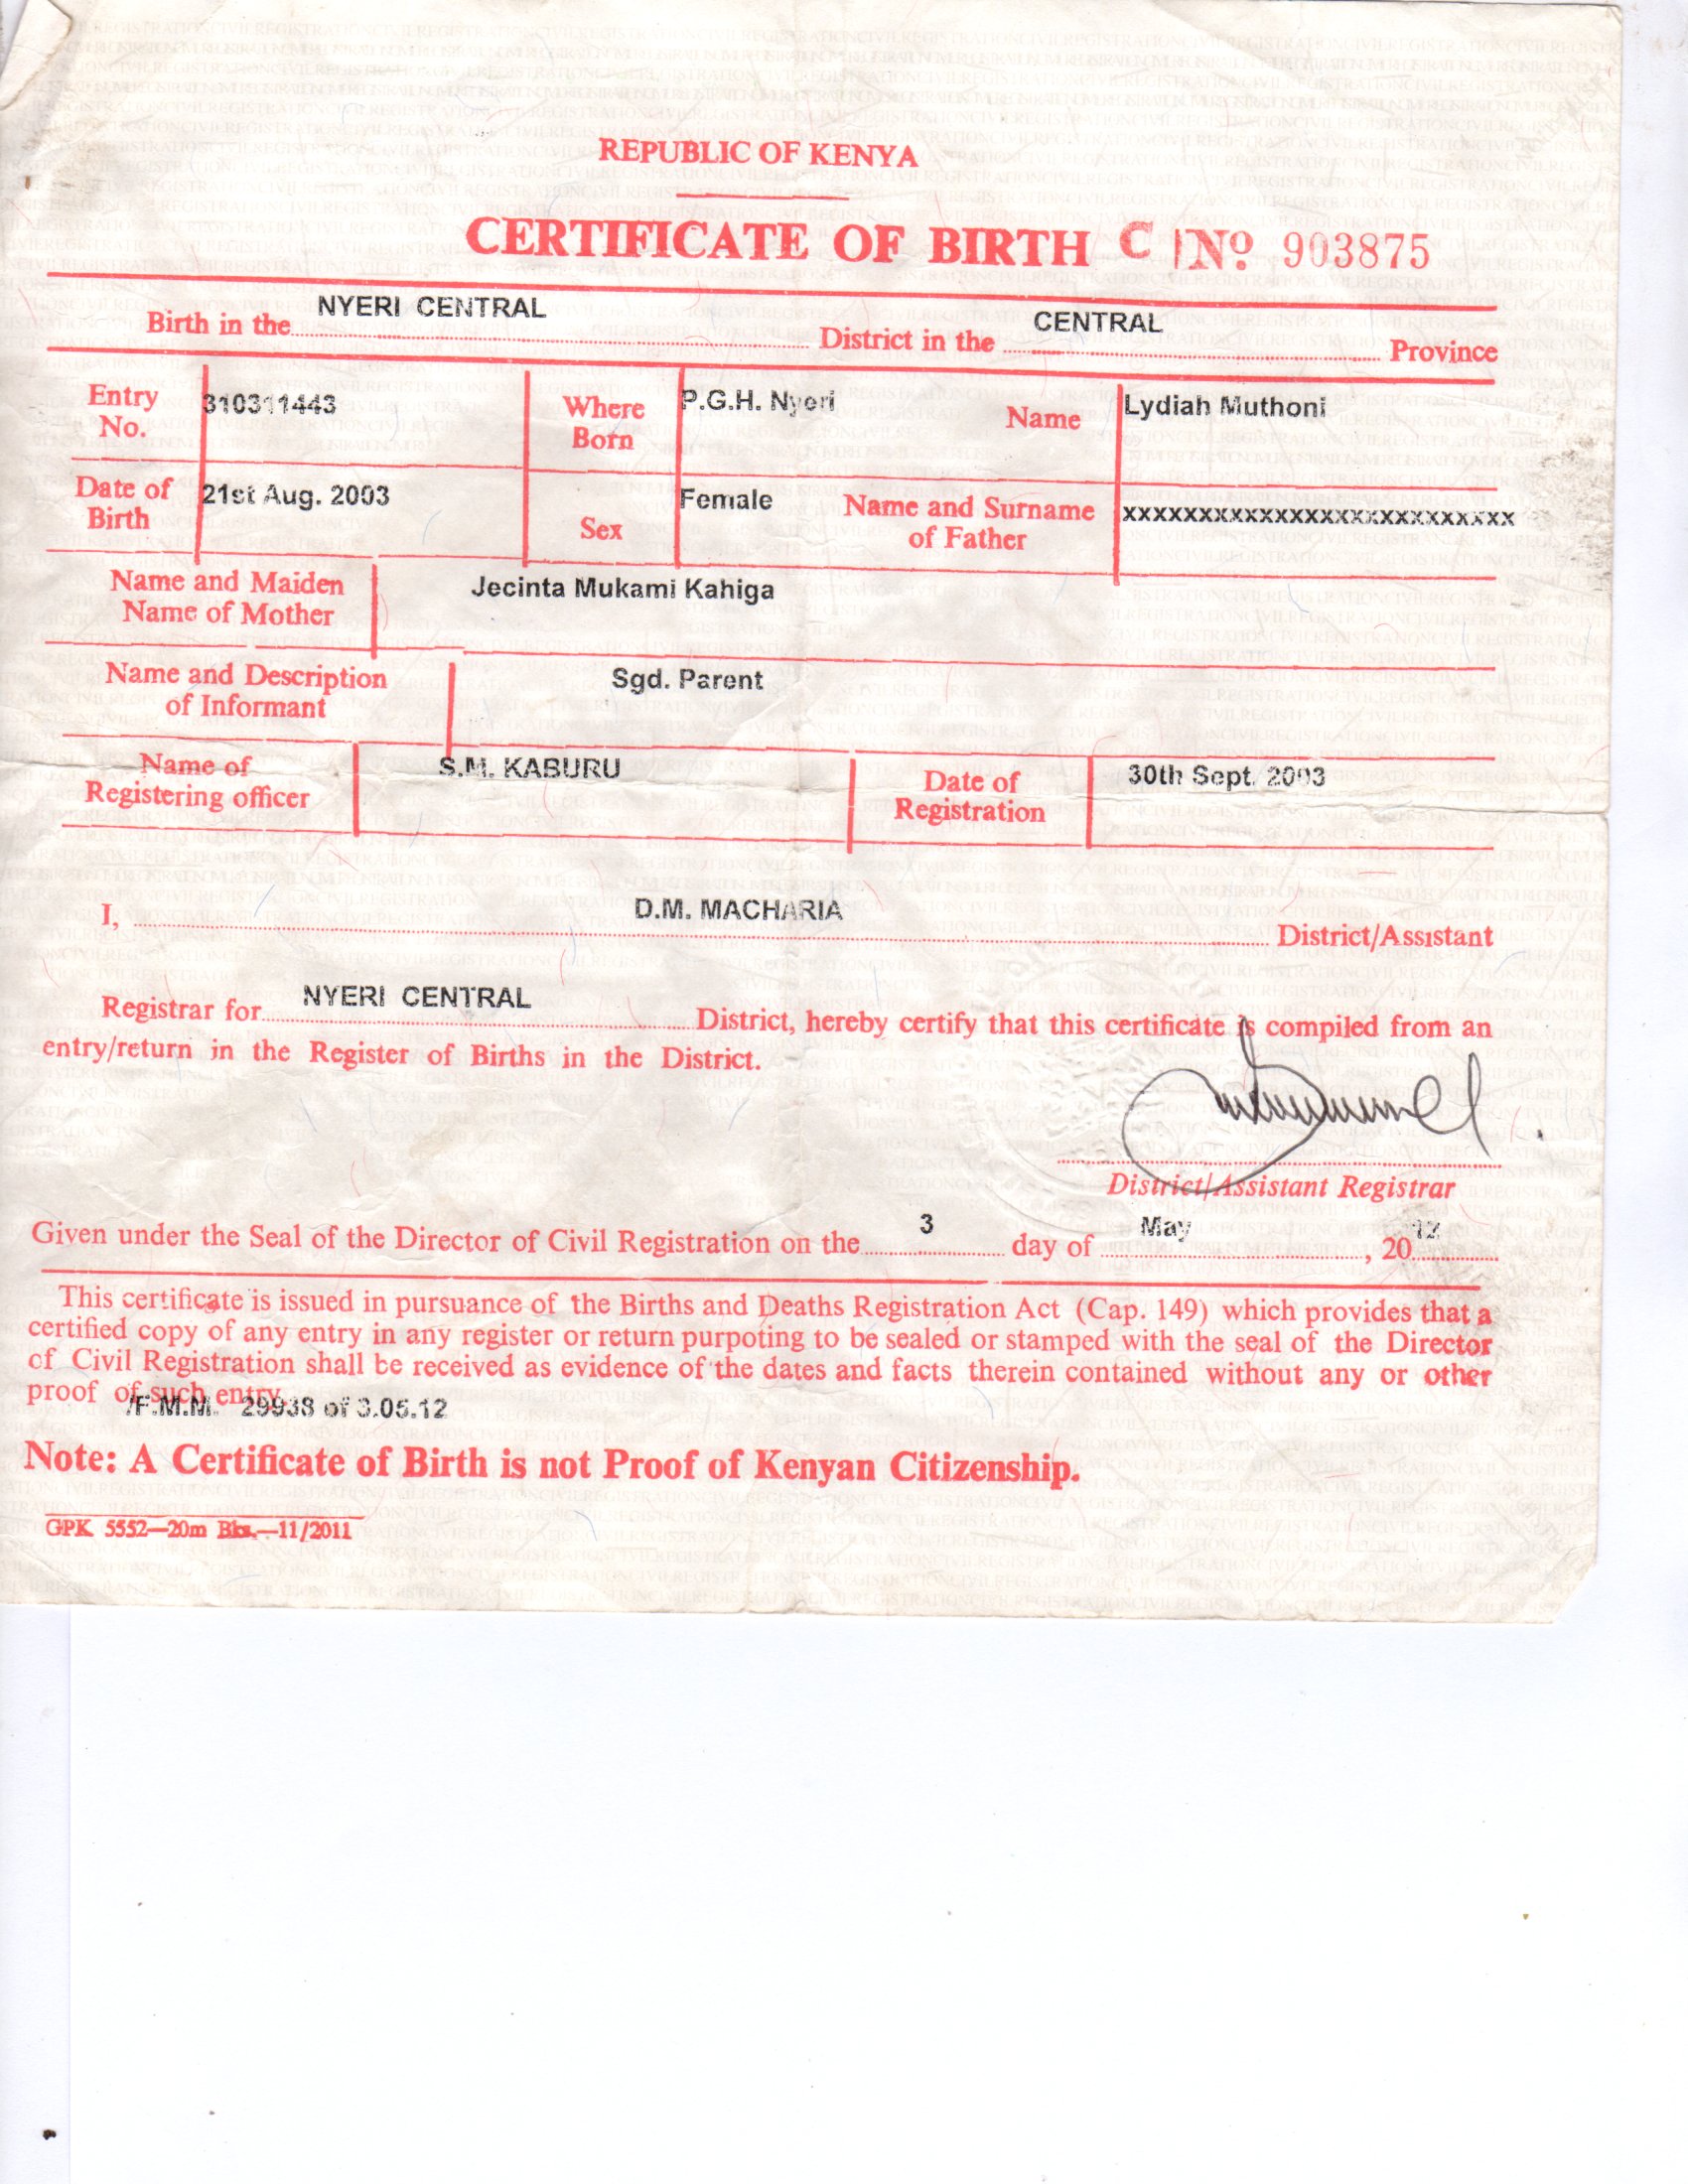 REPUBLIC OF KENYA
CERTIFICATE OF BIRTH C No 903875
Birth in the NYERI CENTRAL District in the CENTRAL Province
Entry No. 310311443 Where Born P.G.H. Nyeri Name Lydiah Muthoni
Date of Birth 21st Aug. 2003 Sex Female Name and Surname of Father xxxxxxxxxxxxxxxxxxxxxxxxxx
Name and Maiden Name of Mother Jecinta Mukami Kahiga
Name and Description of Informant Sgd. Parent
Name of Registering officer S.M. KABURU Date of Registration 30th Sept. 2003
I, D.M. MACHARIA District/Assistant
Registrar for NYERI CENTRAL District, hereby certify that this certificate is compiled from an
entry/return in the Register of Births in the District.
District/Assistant Registrar
Given under the Seal of the Director of Civil Registration on the 3 day of May, 2012
This certificate is issued in pursuance of the Births and Deaths Registration Act (Cap. 149) which provides that a
certified copy of any entry in any register or return purpoting to be sealed or stamped with the seal of the Director
of Civil Registration shall be received as evidence of the dates and facts therein contained without any or other
proof of such entry.
/F.M.M. 29938 of 3.05.12
Note: A Certificate of Birth is not Proof of Kenyan Citizenship.
GPK 5552—20m Bks.—11/2011